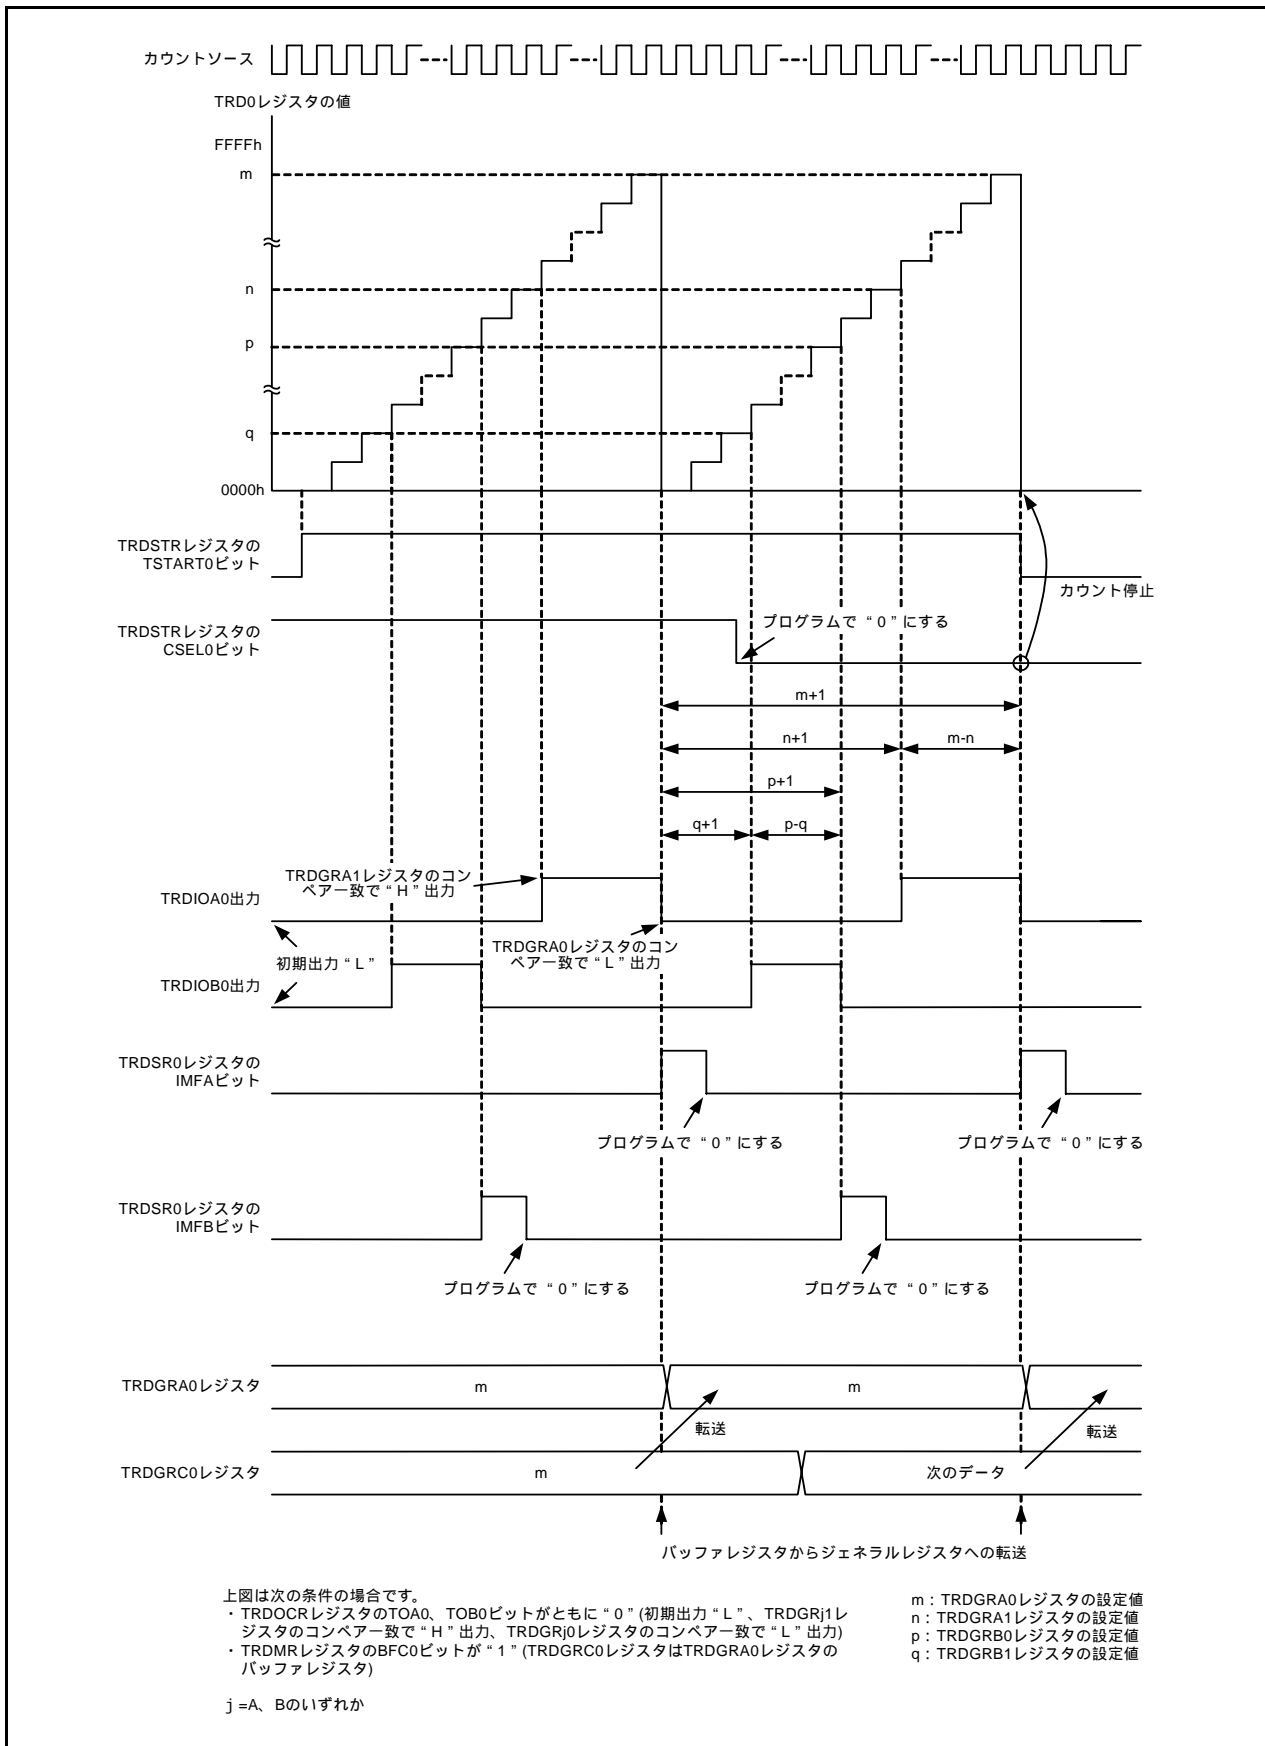 カウントソース
TRD0レジスタの値
FFFFh
m
n
p
q
0000h
TRDSTRレジスタの
TSTART0ビット
カウント停止
TRDSTRレジスタの
CSEL0ビット
プログラムで “0” にする
m+1
n+1
m-n
p+1
q+1
p-q
TRDGRA1レジスタのコン
ペア一致で “H” 出力
TRDIOA0出力
TRDGRA0レジスタのコン
ペア一致で “L” 出力
初期出力 “L”
TRDIOB0出力
TRDSR0レジスタの
IMFAビット
プログラムで “0” にする
プログラムで “0” にする
TRDSR0レジスタの
IMFBビット
プログラムで “0” にする
プログラムで “0” にする
TRDGRA0レジスタ
m
m
転送
転送
TRDGRC0レジスタ
m
次のデータ
バッファレジスタからジェネラルレジスタへの転送
上図は次の条件の場合です。
・TRDOCRレジスタのTOA0、TOB0ビットがともに “0” (初期出力 “L”、TRDGRj1レ
ジスタのコンペア一致で “H” 出力、TRDGRj0レジスタのコンペア一致で “L” 出力)
・TRDMRレジスタのBFC0ビットが “1” (TRDGRC0レジスタはTRDGRA0レジスタの
バッファレジスタ)
j =A、Bのいずれか
m : TRDGRA0レジスタの設定値
n : TRDGRA1レジスタの設定値
p : TRDGRB0レジスタの設定値
q : TRDGRB1レジスタの設定値